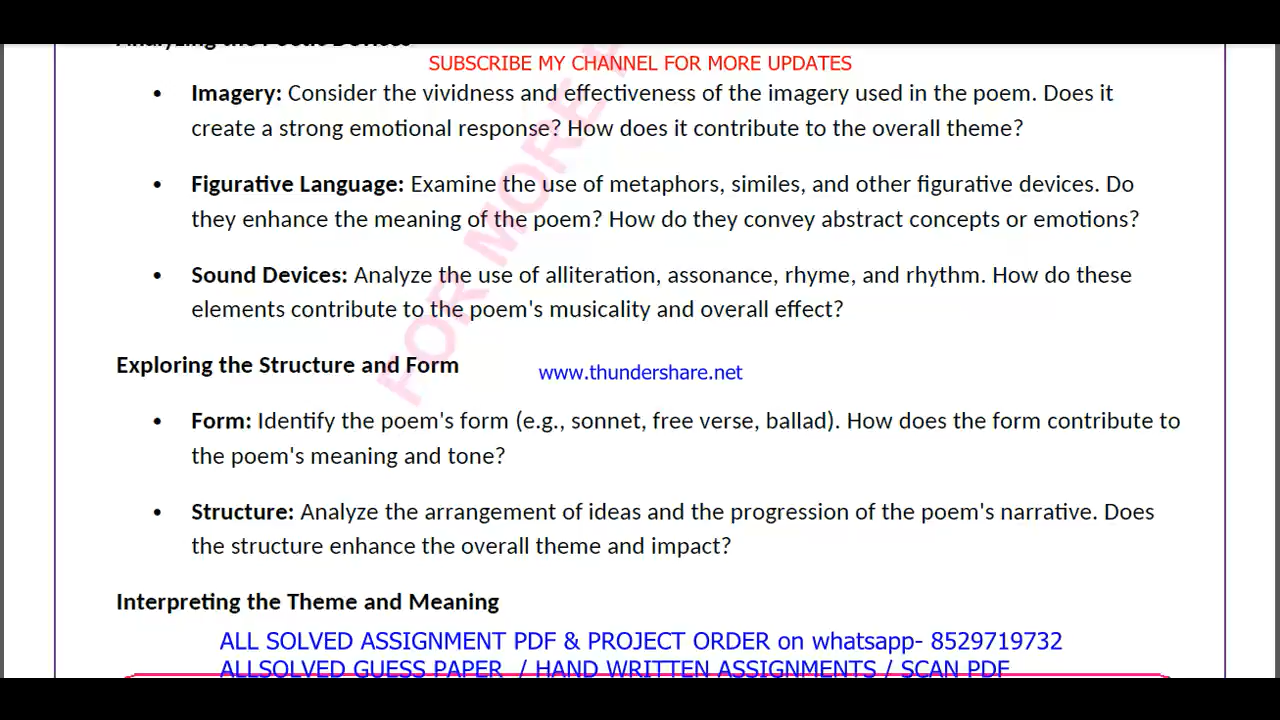 Analyzing the Poetic Devices
SUBSCRIBE MY CHANNEL FOR MORE UPDATES
• Imagery: Consider the vividness and effectiveness of the imagery used in the poem. Does it
create a strong emotional response? How does it contribute to the overall theme?
• Figurative Language: Examine the use of metaphors, similes, and other figurative devices. Do
they enhance the meaning of the poem? How do they convey abstract concepts or emotions?
• Sound Devices: Analyze the use of alliteration, assonance, rhyme, and rhythm. How do these
elements contribute to the poem's musicality and overall effect?
FOR MORE
Exploring the Structure and Form
www.thundershare.net
• Form: Identify the poem's form (e.g., sonnet, free verse, ballad). How does the form contribute to
the poem's meaning and tone?
• Structure: Analyze the arrangement of ideas and the progression of the poem's narrative. Does
the structure enhance the overall theme and impact?
Interpreting the Theme and Meaning
ALL SOLVED ASSIGNMENT PDF & PROJECT ORDER on whatsapp- 8529719732
ALLSOLVED GUESS PAPER / HAND WRITTEN ASSIGNMENTS / SCAN PDF